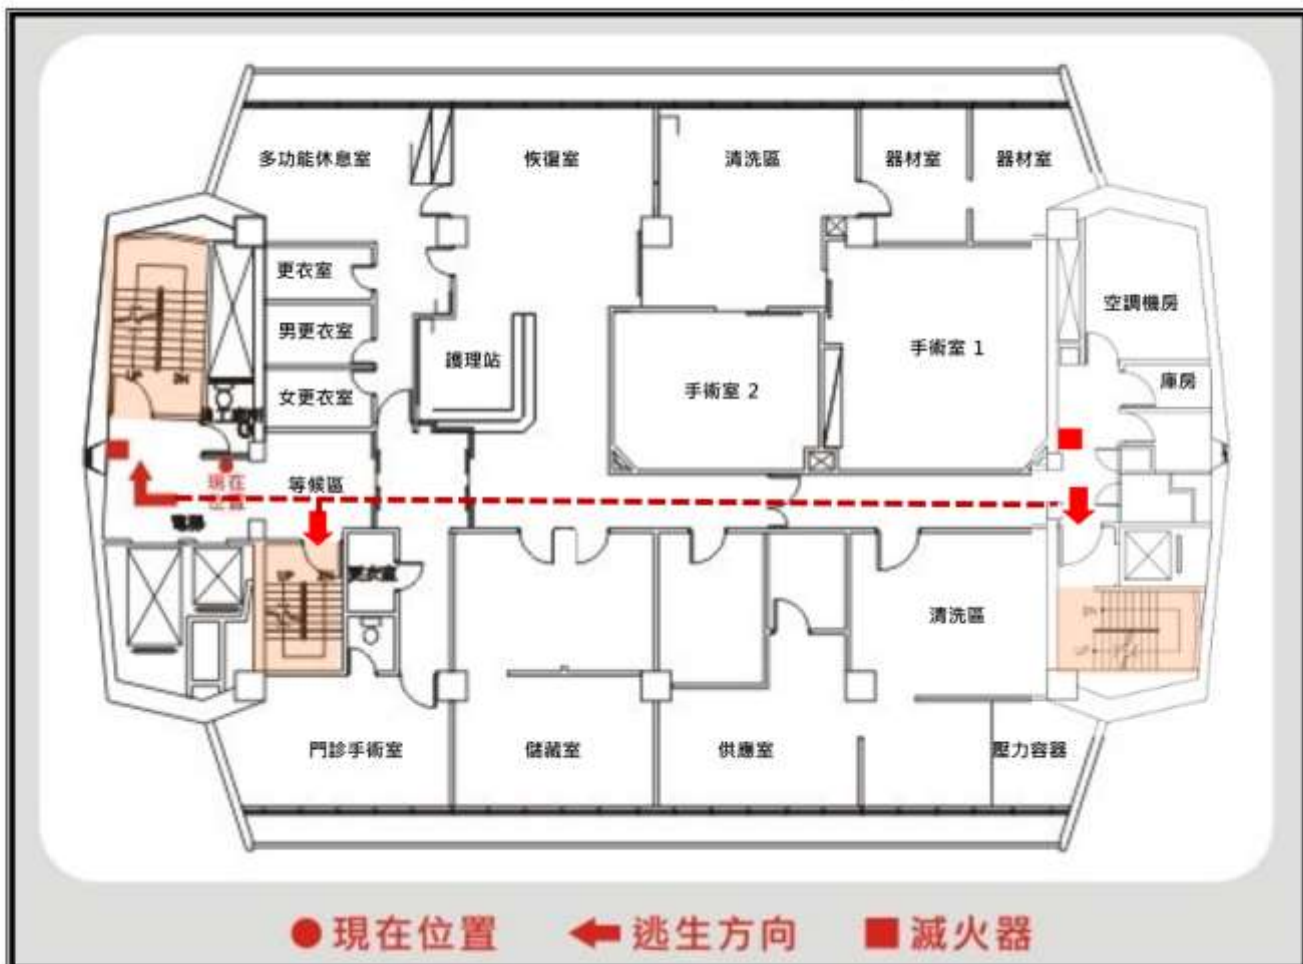 多功能休息室
恢復室
清洗區
器材室
器材室
更衣室
男更衣室
女更衣室
護理站
手術室 2
手術室 1
空調機房
庫房
等候區
現在
位置
電梯
UP
DN
更衣室
清洗區
門診手術室
儲藏室
供應室
壓力容器
現在位置
逃生方向
滅火器